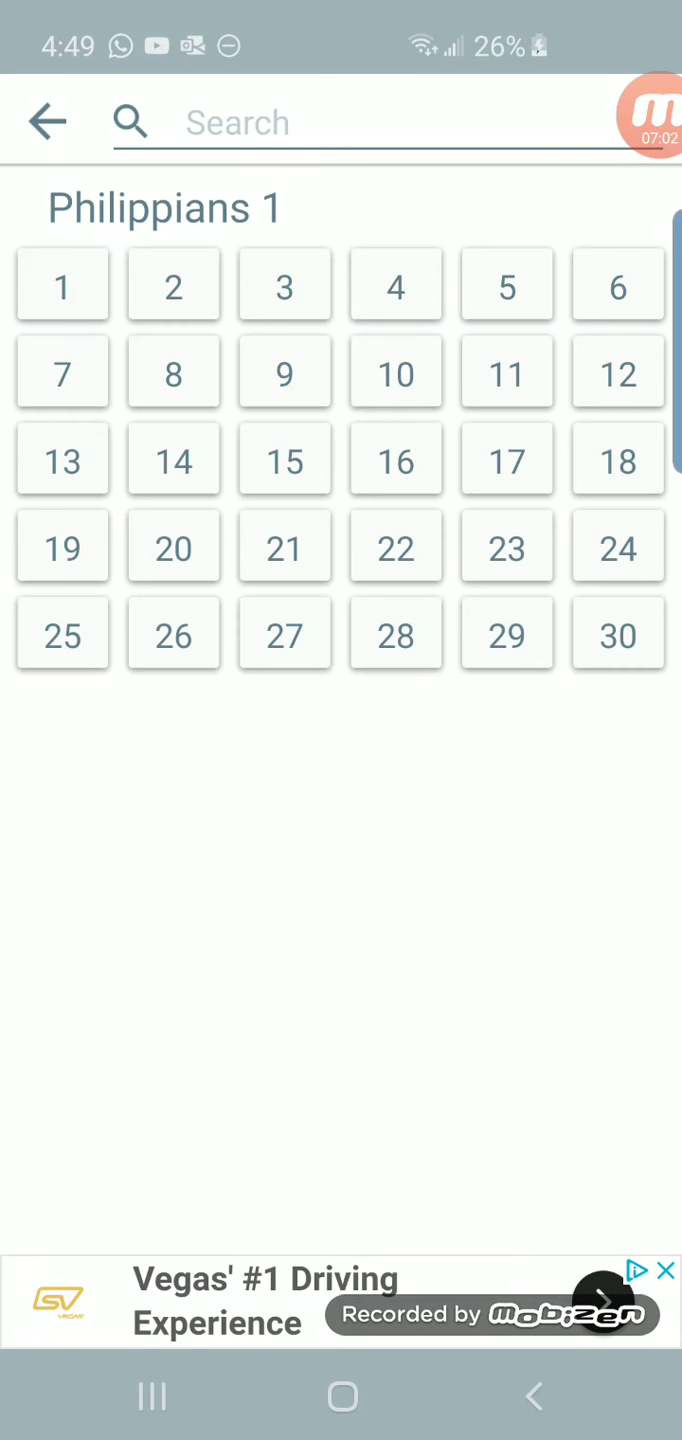 4:49 26%
Search
07:02
Philippians 1
1 2 3 4 5 6
7 8 9 10 11 12
13 14 15 16 17 18
19 20 21 22 23 24
25 26 27 28 29 30
Vegas' #1 Driving
Experience
SV
VEGAS
Recorded by mobizen